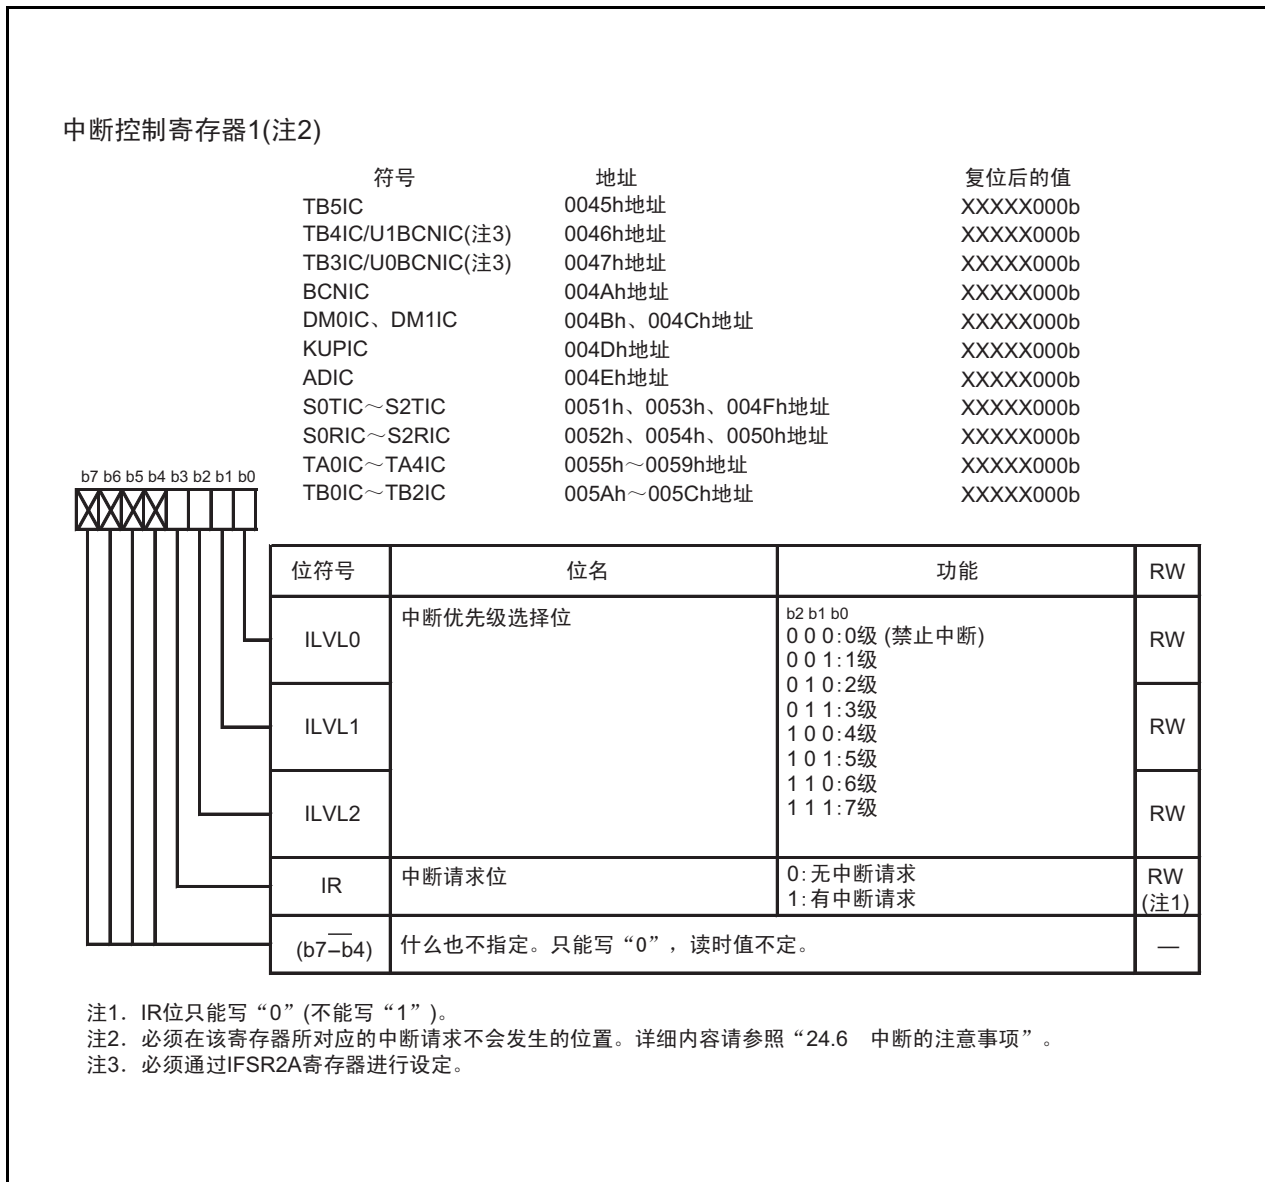 中断控制寄存器1(注2)
符号 地址 复位后的值
TB5IC 0045h地址 XXXXX000b
TB4IC/U1BCNIC(注3) 0046h地址 XXXXX000b
TB3IC/U0BCNIC(注3) 0047h地址 XXXXX000b
BCNIC 004Ah地址 XXXXX000b
DM0IC、DM1IC 004Bh、004Ch地址 XXXXX000b
KUPIC 004Dh地址 XXXXX000b
ADIC 004Eh地址 XXXXX000b
S0TIC～S2TIC 0051h、0053h、004Fh地址 XXXXX000b
S0RIC～S2RIC 0052h、0054h、0050h地址 XXXXX000b
TA0IC～TA4IC 0055h～0059h地址 XXXXX000b
TB0IC～TB2IC 005Ah～005Ch地址 XXXXX000b
b7 b6 b5 b4 b3 b2 b1 b0
位符号 位名 功能 RW
ILVL0 中断优先级选择位 b2 b1 b0
0 0 0:0级 (禁止中断) RW
0 0 1:1级
0 1 0:2级
0 1 1:3级
ILVL1 RW
1 0 0:4级
1 0 1:5级
1 1 0:6级
1 1 1:7级
ILVL2 RW
IR 中断请求位 0:无中断请求 RW
1:有中断请求 (注1)
—
(b7–b4) 什么也不指定。只能写“0”，读时值不定。 —
注1. IR位只能写“0”(不能写“1”)。
注2. 必须在该寄存器所对应的中断请求不会发生的位置。详细内容请参照“24.6 中断的注意事项”。
注3. 必须通过IFSR2A寄存器进行设定。